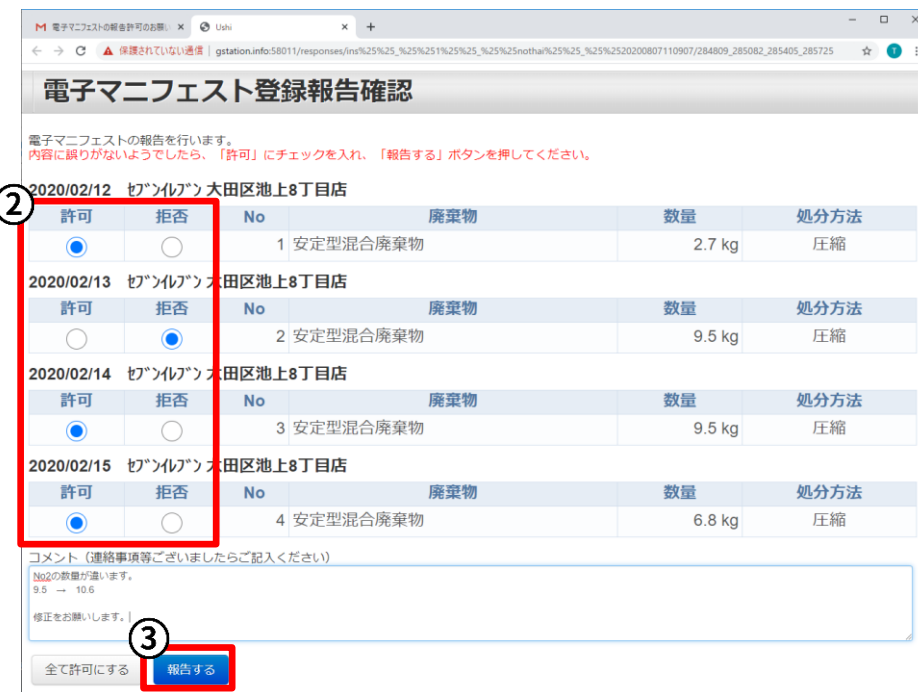 電子マニフェストの報告許可のお願い
Ushi
保護されていない通信 | gstation.info:58011/responses/ins%25%25_%25%251%25%25_%25%25nothai%25%25_%25%2520200807110907/284809_285082_285405_285725
T
電子マニフェスト登録報告確認
電子マニフェストの報告を行います。
内容に誤りがないようでしたら、「許可」にチェックを入れ、「報告する」ボタンを押してください。
2020/02/12 ｾﾌﾞﾝｲﾚﾌﾞﾝ 大田区池上8丁目店
②
許可 拒否 No 廃棄物 数量 処分方法
1 安定型混合廃棄物 2.7 kg 圧縮
2020/02/13 ｾﾌﾞﾝｲﾚﾌﾞﾝ 大田区池上8丁目店
許可 拒否 No 廃棄物 数量 処分方法
2 安定型混合廃棄物 9.5 kg 圧縮
2020/02/14 ｾﾌﾞﾝｲﾚﾌﾞﾝ 大田区池上8丁目店
許可 拒否 No 廃棄物 数量 処分方法
3 安定型混合廃棄物 9.5 kg 圧縮
2020/02/15 ｾﾌﾞﾝｲﾚﾌﾞﾝ 大田区池上8丁目店
許可 拒否 No 廃棄物 数量 処分方法
4 安定型混合廃棄物 6.8 kg 圧縮
コメント（連絡事項等ございましたらご記入ください）
No2の数量が違います。
9.5 → 10.6
修正をお願いします。
③
全て許可にする 報告する